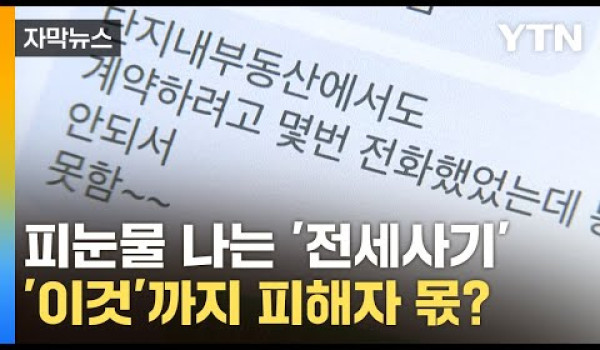 자막뉴스
YTN
단지내부동산에서도
계약하려고 몇번 전화했었는데
안되서
못함~~
피눈물 나는 '전세사기'
'이것'까지 피해자 몫?